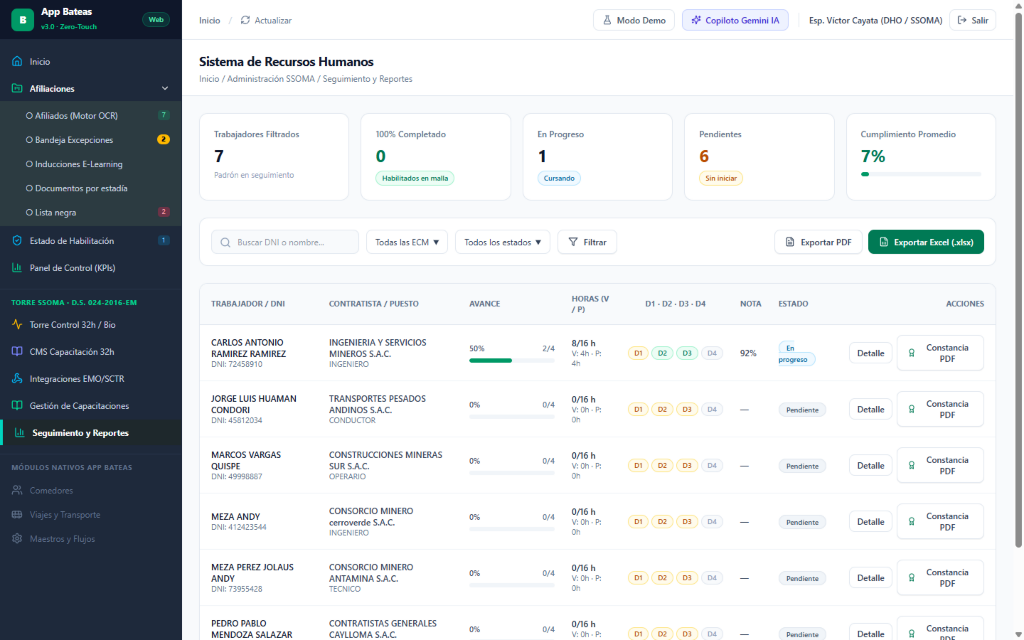 B
App Bateas
v3.0 · Zero-Touch
Web
Inicio / Actualizar
Modo Demo
Copiloto Gemini IA
Esp. Víctor Cayata (DHO / SSOMA)
Salir
Inicio
Afiliaciones
Afiliados (Motor OCR) 7
Bandeja Excepciones 2
Inducciones E-Learning
Documentos por estadía
Lista negra 2
Estado de Habilitación 1
Panel de Control (KPIs)
TORRE SSOMA · D.S. 024-2016-EM
Torre Control 32h / Bio
CMS Capacitación 32h
Integraciones EMO/SCTR
Gestión de Capacitaciones
Seguimiento y Reportes
MÓDULOS NATIVOS APP BATEAS
Comedores
Viajes y Transporte
Maestros y Flujos
Sistema de Recursos Humanos
Inicio / Administración SSOMA / Seguimiento y Reportes
Trabajadores Filtrados
7
Padrón en seguimiento
100% Completado
0
Habilitados en malla
En Progreso
1
Cursando
Pendientes
6
Sin iniciar
Cumplimiento Promedio
7%
Buscar DNI o nombre...
Todas las ECM ▼
Todos los estados ▼
Filtrar
Exportar PDF
Exportar Excel (.xlsx)
TRABAJADOR / DNI
CONTRATISTA / PUESTO
AVANCE
HORAS (V
/ P)
D1 · D2 · D3 · D4
NOTA
ESTADO
ACCIONES
CARLOS ANTONIO
RAMIREZ RAMIREZ
DNI: 72458910
INGENIERIA Y SERVICIOS
MINEROS S.A.C.
INGENIERO
50% 2/4
8/16 h
V: 4h · P:
4h
D1 D2 D3 D4
92%
En
progreso
Detalle
Constancia
PDF
JORGE LUIS HUAMAN
CONDORI
DNI: 45812034
TRANSPORTES PESADOS
ANDINOS S.A.C.
CONDUCTOR
0% 0/4
0/16 h
V: 0h · P:
0h
D1 D2 D3 D4
—
Pendiente
Detalle
Constancia
PDF
MARCOS VARGAS
QUISPE
DNI: 49998887
CONSTRUCCIONES MINERAS
SUR S.A.C.
OPERARIO
0% 0/4
0/16 h
V: 0h · P:
0h
D1 D2 D3 D4
—
Pendiente
Detalle
Constancia
PDF
MEZA ANDY
DNI: 412423544
CONSORCIO MINERO
cerroverde S.A.C.
INGENIERO
0% 0/4
0/16 h
V: 0h · P:
0h
D1 D2 D3 D4
—
Pendiente
Detalle
Constancia
PDF
MEZA PEREZ JOLAUS
ANDY
DNI: 73955428
CONSORCIO MINERO
ANTAMINA S.A.C.
TECNICO
0% 0/4
0/16 h
V: 0h · P:
0h
D1 D2 D3 D4
—
Pendiente
Detalle
Constancia
PDF
PEDRO PABLO
MENDOZA SALAZAR
CONTRATISTAS GENERALES
CAYLLOMA S.A.C.
0% 0/4
0/16 h
V: 0h · P:
D1 D2 D3 D4
—
Pendiente
Detalle
Constancia
PDF